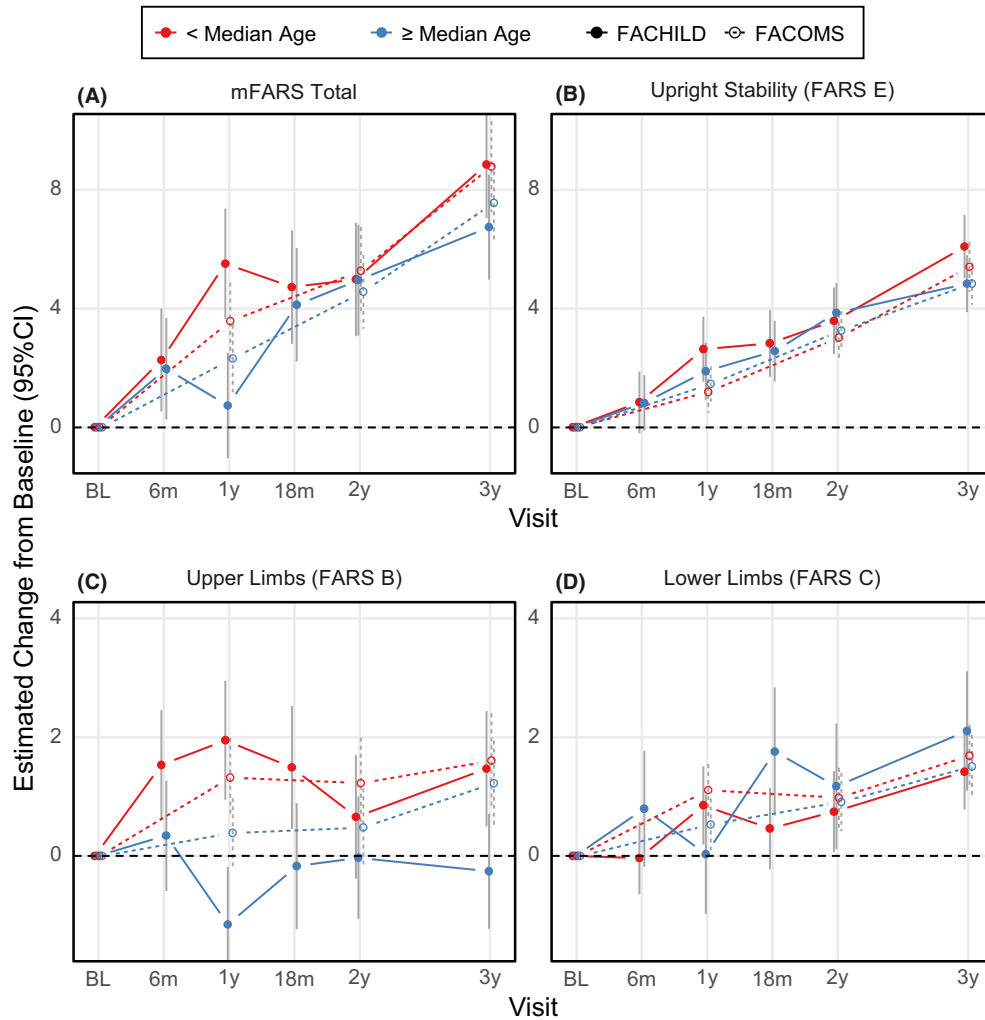 < Median Age ≥ Median Age FACHILD FACOMS
(A) mFARS Total
(B) Upright Stability (FARS E)
Estimated Change from Baseline (95%CI)
8
4
0
BL 6m 1y 18m 2y 3y
Visit
8
4
0
BL 6m 1y 18m 2y 3y
Visit
(C) Upper Limbs (FARS B)
(D) Lower Limbs (FARS C)
4
2
0
BL 6m 1y 18m 2y 3y
Visit
4
2
0
BL 6m 1y 18m 2y 3y
Visit